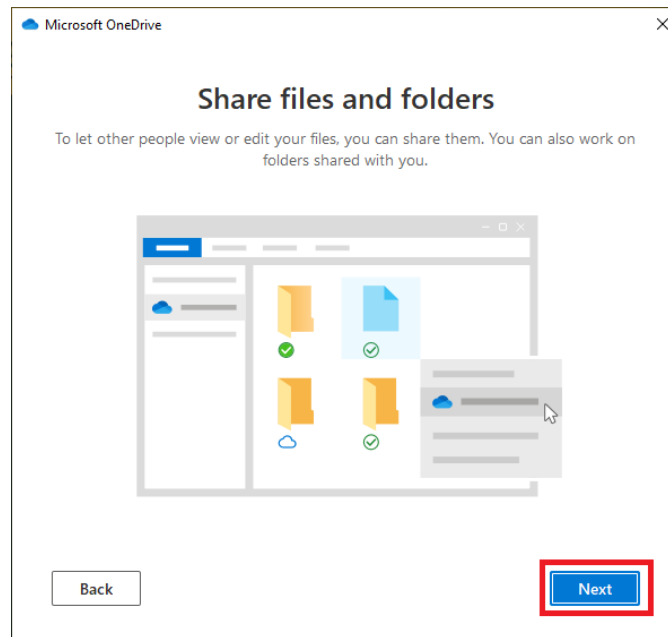 Microsoft OneDrive
Share files and folders
To let other people view or edit your files, you can share them. You can also work on
folders shared with you.
Back
Next